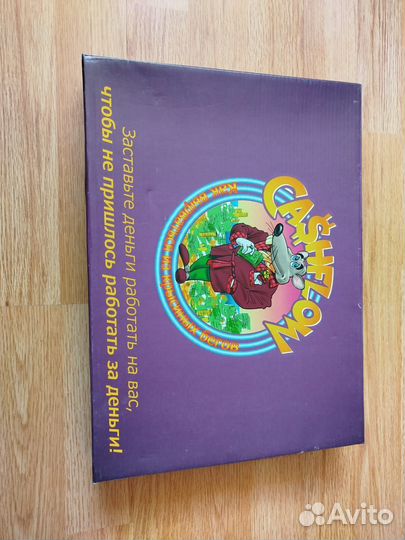 CASHFLOW
Заставьте деньги работать на вас,
чтобы не пришлось работать за деньги!
Avito